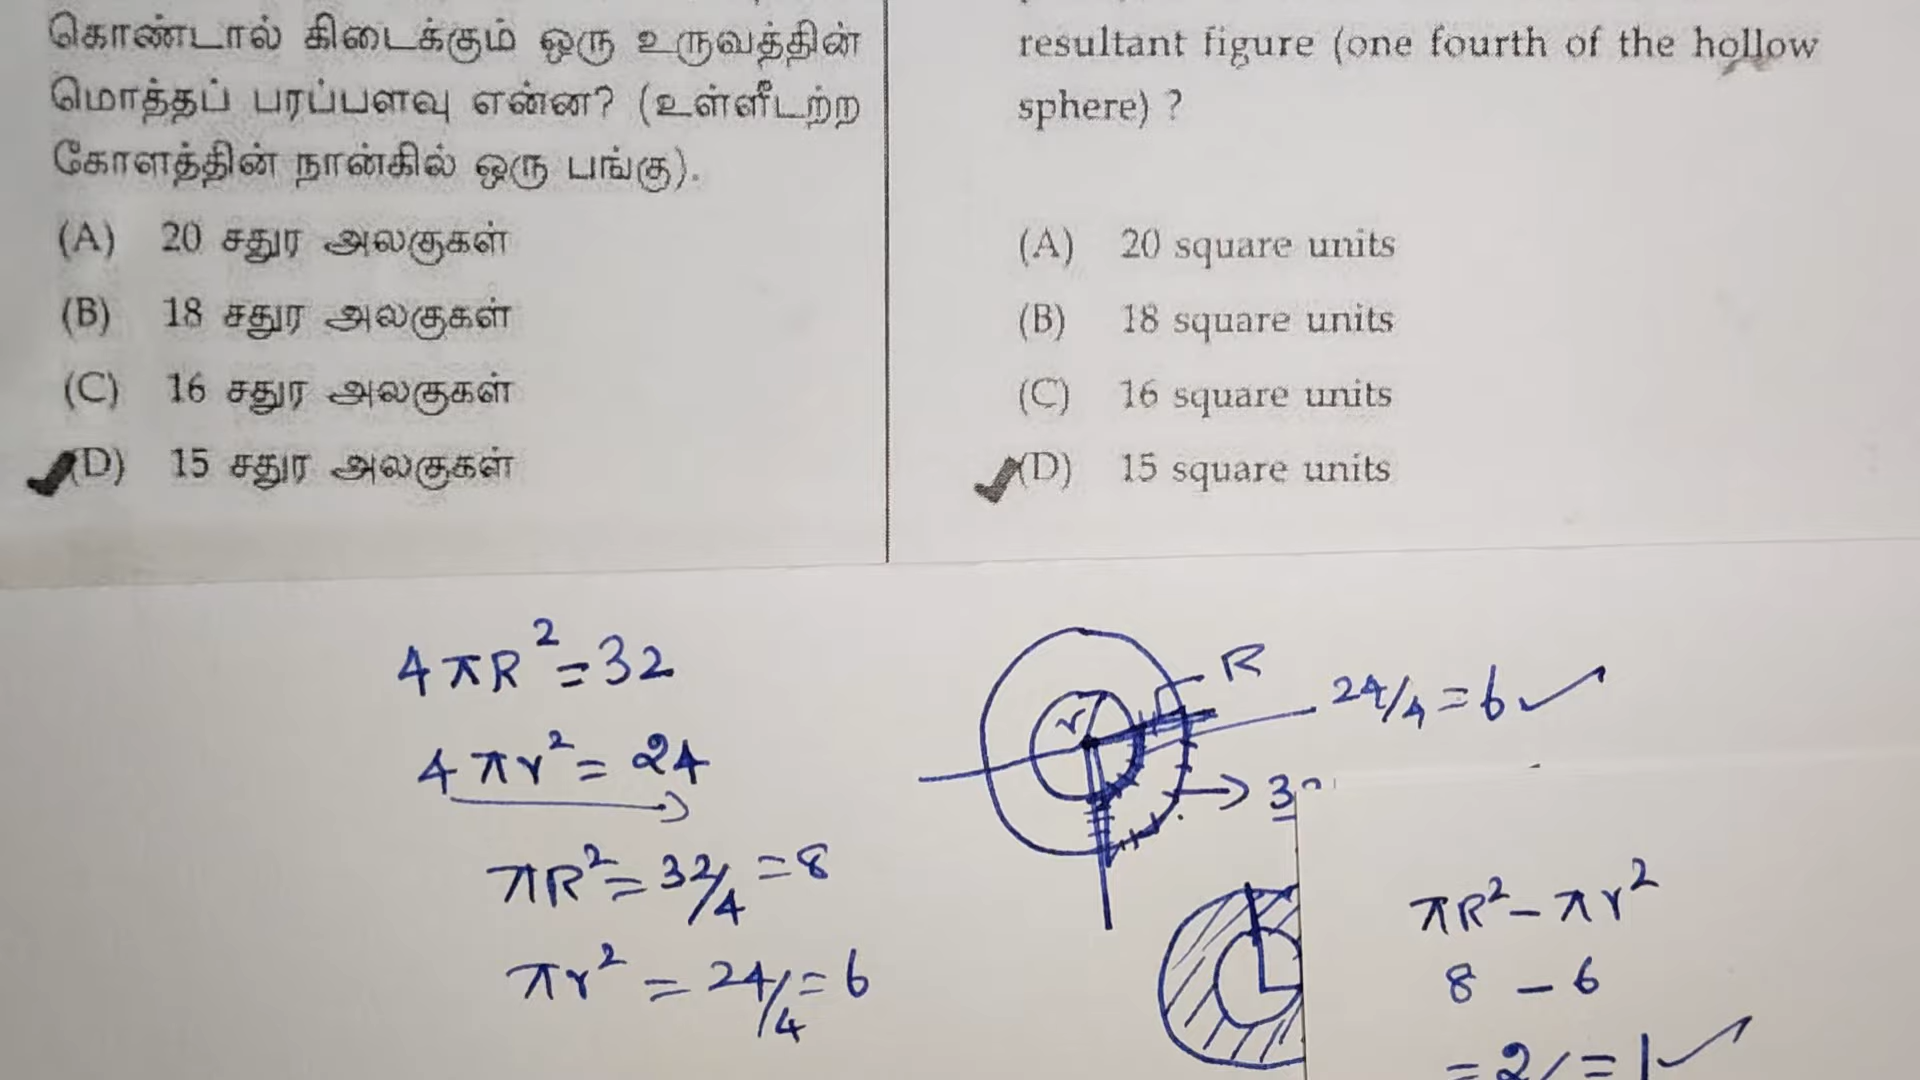 கொண்டால் கிடைக்கும் ஒரு உருவத்தின்
மொத்தப் பரப்பளவு என்ன? (உள்ளீடற்ற
கோளத்தின் நான்கில் ஒரு பங்கு).
(A) 20 சதுர அலகுகள்
(B) 18 சதுர அலகுகள்
(C) 16 சதுர அலகுகள்
(D) 15 சதுர அலகுகள்
resultant figure (one fourth of the hollow
sphere) ?
(A) 20 square units
(B) 18 square units
(C) 16 square units
(D) 15 square units
4πR²=32
4πr²=24
πR²=32/4=8
πr²=24/4=6
r
R
24/4=6
πR²-πr²
8-6